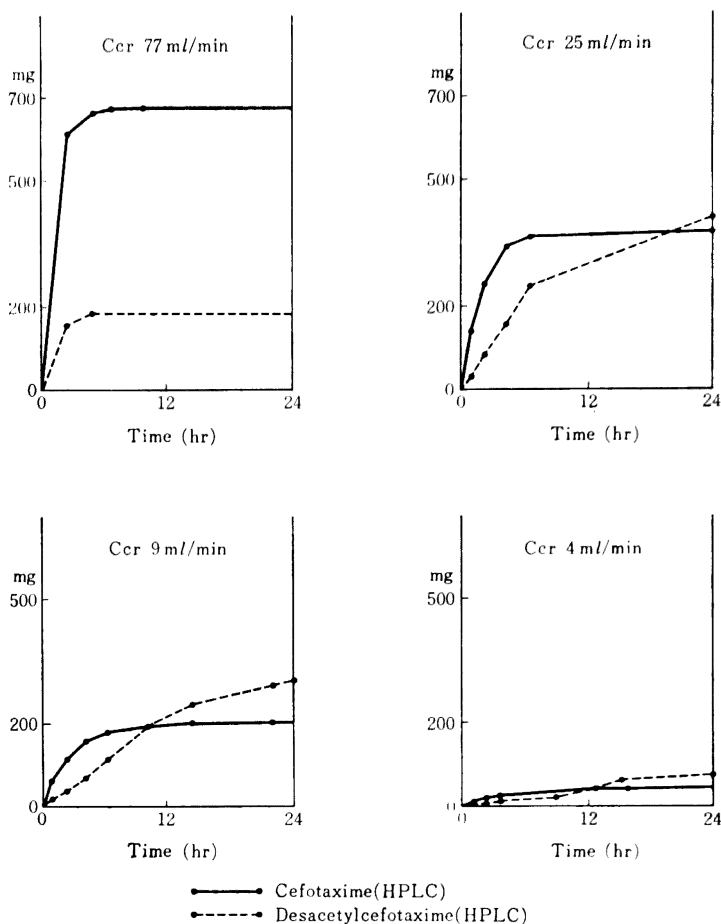 Ccr 77 ml/min
mg
700
500
200
0
0
12
24
Time (hr)
Ccr 25 ml/min
mg
700
500
200
0
0
12
24
Time (hr)
Ccr 9 ml/min
mg
500
200
0
0
12
24
Time (hr)
Ccr 4 ml/min
mg
500
200
0
0
12
24
Time (hr)
Cefotaxime(HPLC)
Desacetylcefotaxime(HPLC)